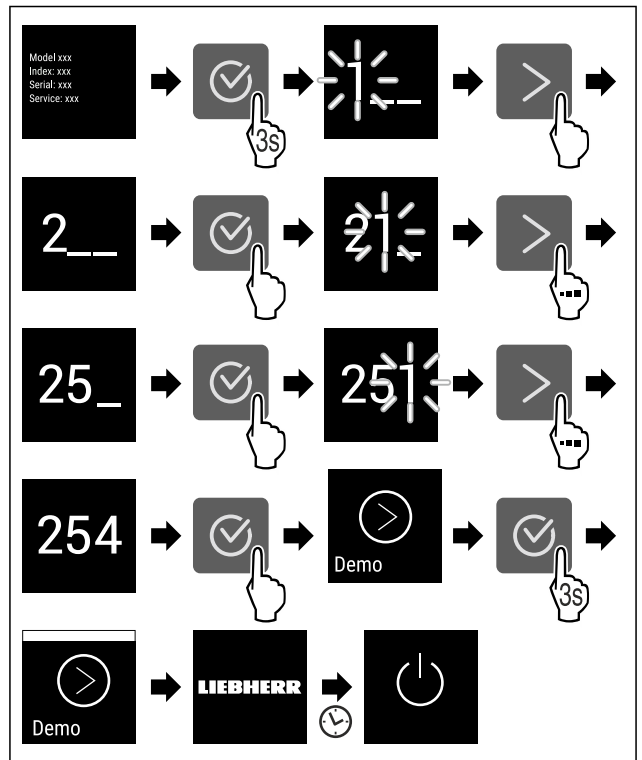 Model xxx
Index: xxx
Serial: xxx
Service: xxx
3s
1__
2__
21_
25_
251
254
Demo
3s
Demo
LIEBHERR